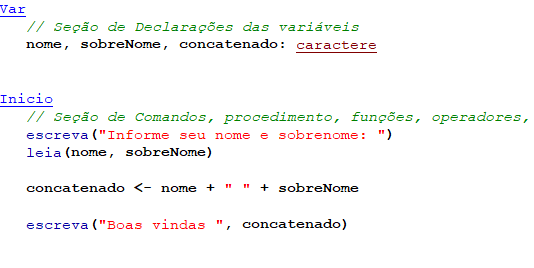 Var
// Seção de Declarações das variáveis
nome, sobreNome, concatenado: caractere
Inicio
// Seção de Comandos, procedimento, funções, operadores,
escreva("Informe seu nome e sobrenome: ")
leia(nome, sobreNome)
concatenado <- nome + " " + sobreNome
escreva("Boas vindas ", concatenado)